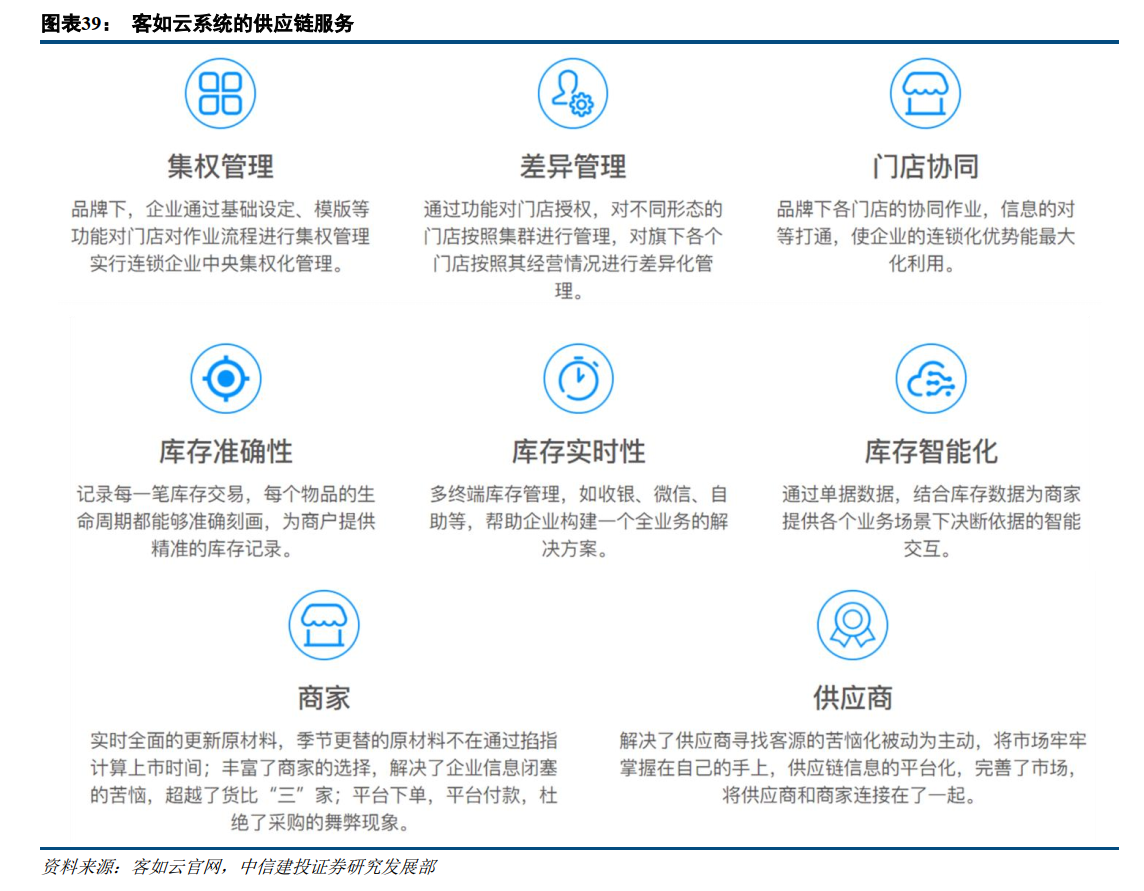 图表39： 客如云系统的供应链服务
集权管理
品牌下，企业通过基础设定、模版等
功能对门店对作业流程进行集权管理
实行连锁企业中央集权化管理。
差异管理
通过功能对门店授权，对不同形态的
门店按照集群进行管理，对旗下各个
门店按照其经营情况进行差异化管
理。
门店协同
品牌下各门店的协同作业，信息的对
等打通，使企业的连锁化优势能最大
化利用。
库存准确性
记录每一笔库存交易，每个物品的生
命周期都能够准确刻画，为商户提供
精准的库存记录。
库存实时性
多终端库存管理，如收银、微信、自
助等，帮助企业构建一个全业务的解
决方案。
库存智能化
通过单据数据，结合库存数据为商家
提供各个业务场景下决断依据的智能
交互。
商家
实时全面的更新原材料，季节更替的原材料不在通过掐指
计算上市时间；丰富了商家的选择，解决了企业信息闭塞
的苦恼，超越了货比“三”家；平台下单，平台付款，杜
绝了采购的舞弊现象。
供应商
解决了供应商寻找客源的苦恼化被动为主动，将市场牢牢
掌握在自己的手上，供应链信息的平台化，完善了市场，
将供应商和商家连接在了一起。
资料来源：客如云官网，中信建投证券研究发展部